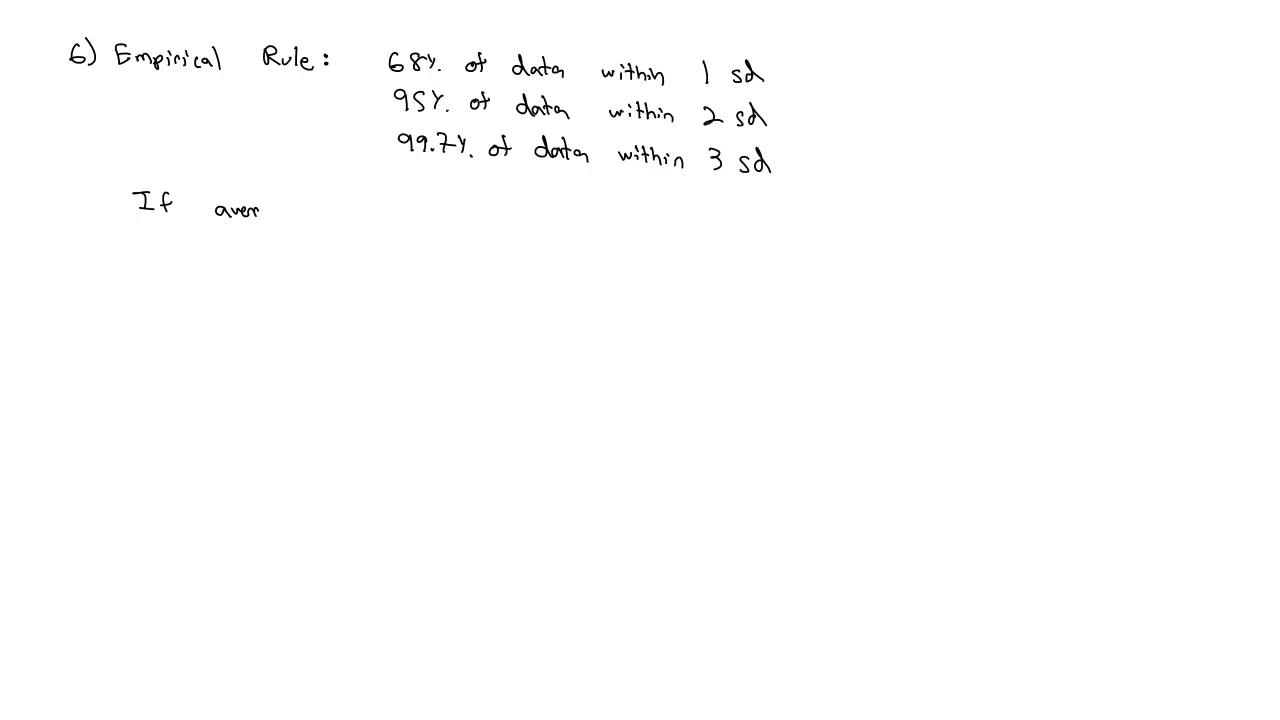 6) Empirical Rule: 68% of data within 1 sd
95% of data within 2 sd
99.7% of data within 3 sd
If aver